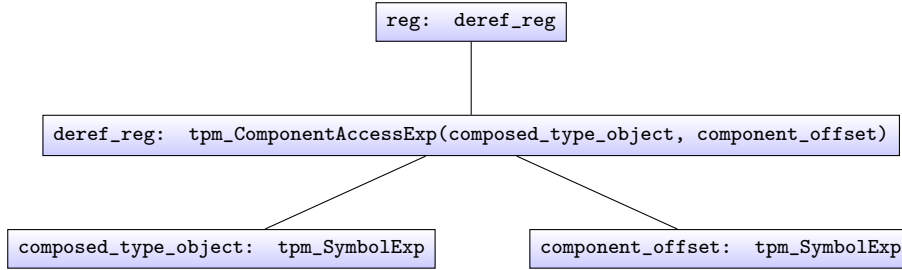 reg: deref_reg
deref_reg: tpm_ComponentAccessExp(composed_type_object, component_offset)
composed_type_object: tpm_SymbolExp
component_offset: tpm_SymbolExp